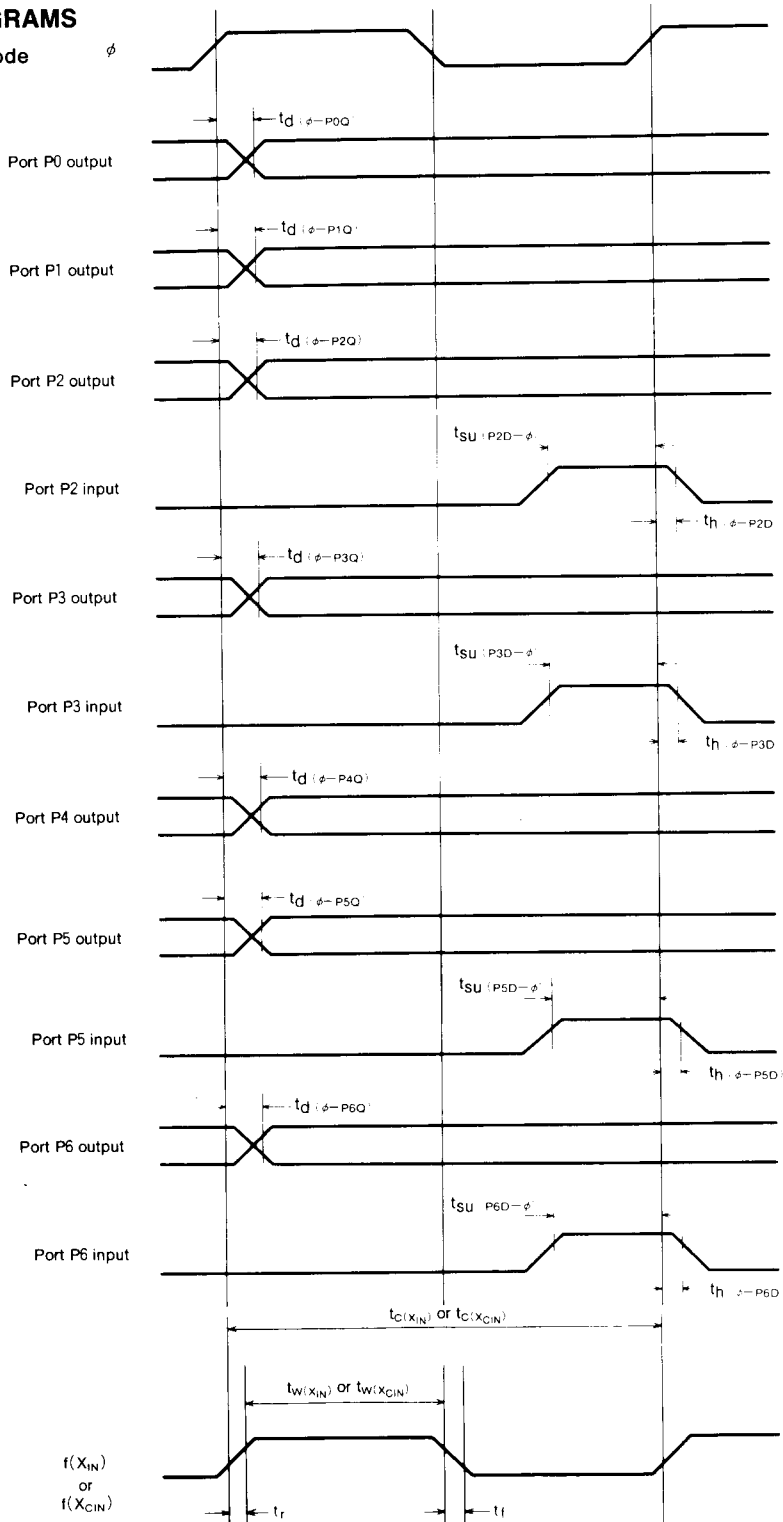 GRAMS
ode
φ
td (φ−P0Q)
Port P0 output
td (φ−P1Q)
Port P1 output
td (φ−P2Q)
Port P2 output
tsu (P2D−φ)
Port P2 input
th (φ−P2D
td (φ−P3Q)
Port P3 output
tsu (P3D−φ)
Port P3 input
th (φ−P3D
td (φ−P4Q)
Port P4 output
td (φ−P5Q)
Port P5 output
tsu (P5D−φ)
Port P5 input
th (φ−P5D)
td (φ−P6Q)
Port P6 output
tsu P6D−φ
Port P6 input
th φ−P6D
tC(XIN) or tC(XCIN)
tW(XIN) or tW(XCIN)
f(XIN)
or
f(XCIN)
tr
tf